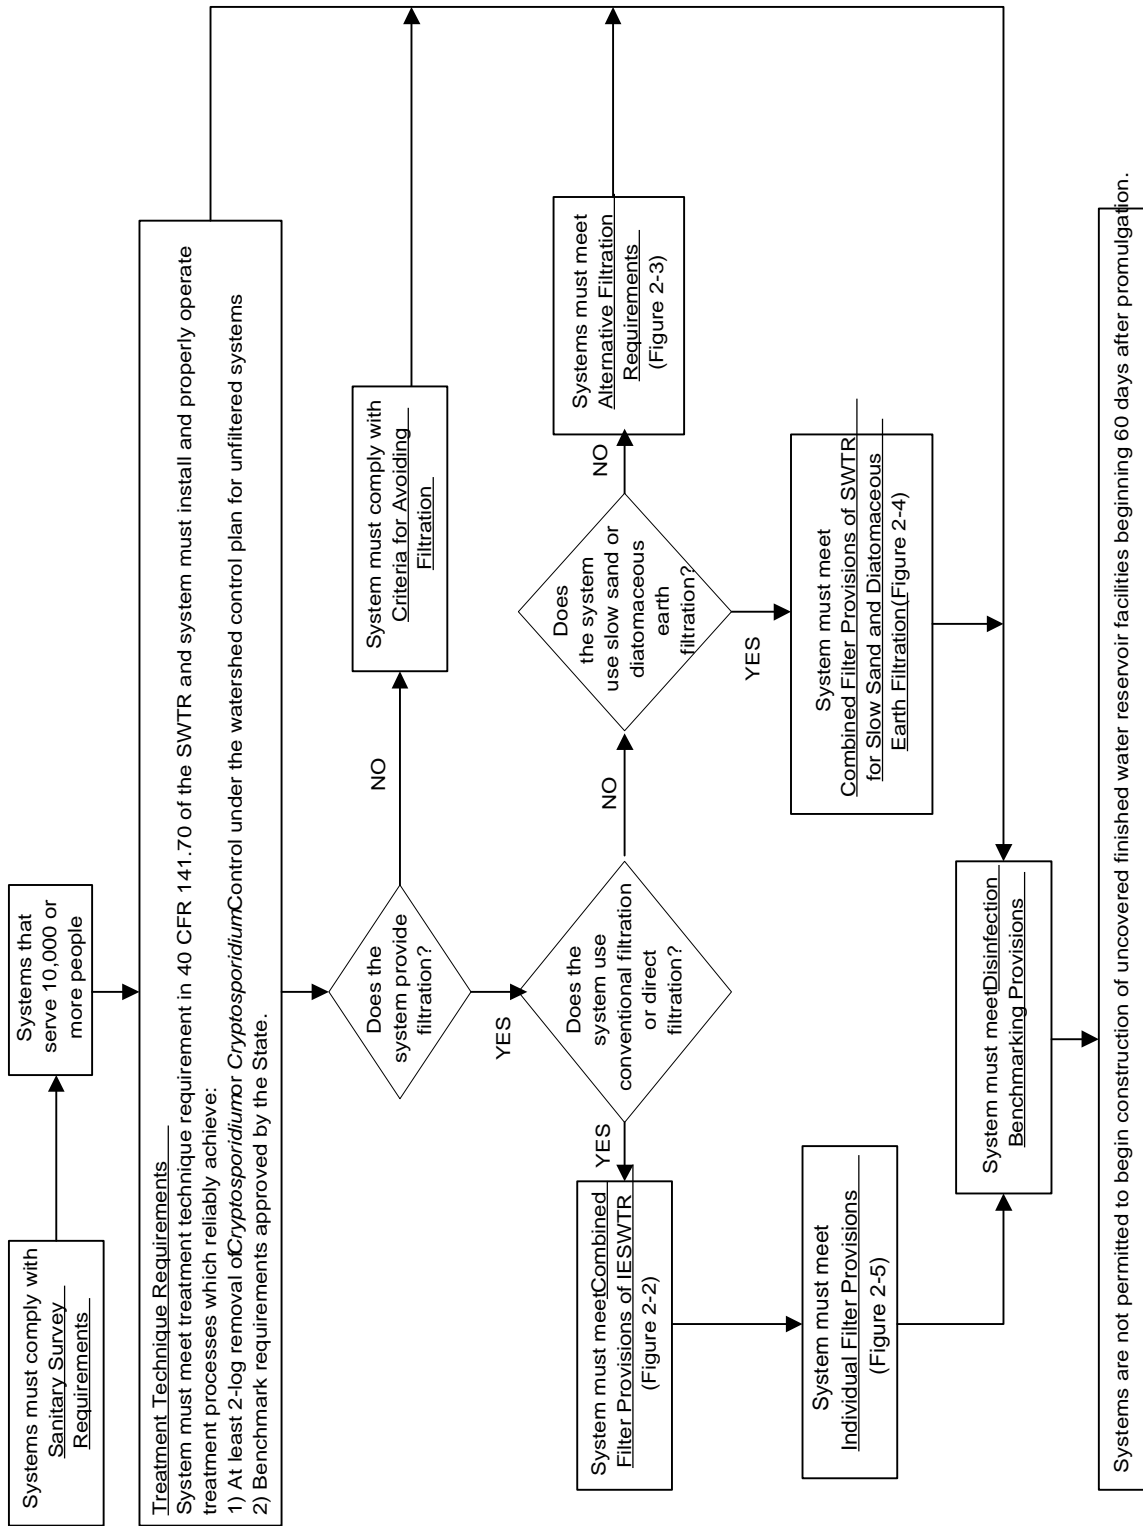 Systems must comply with
Sanitary Survey
Requirements
Systems that
serve 10,000 or
more people
Treatment Technique Requirements
System must meet treatment technique requirement in 40 CFR 141.70 of the SWTR and system must install and properly operate
treatment processes which reliably achieve:
1) At least 2-log removal of Cryptosporidium or Cryptosporidium Control under the watershed control plan for unfiltered systems
2) Benchmark requirements approved by the State.
Does the
system provide
filtration?
NO
System must comply with
Criteria for Avoiding
Filtration
YES
Does the
system use
conventional filtration
or direct
filtration?
NO
Does
the system
use slow sand or
diatomaceous
earth
filtration?
NO
Systems must meet
Alternative Filtration
Requirements
(Figure 2-3)
YES
System must meet Combined
Filter Provisions of IESWTR
(Figure 2-2)
YES
System must meet
Combined Filter Provisions of SWTR
for Slow Sand and Diatomaceous
Earth Filtration(Figure 2-4)
System must meet
Individual Filter Provisions
(Figure 2-5)
System must meet Disinfection
Benchmarking Provisions
Systems are not permitted to begin construction of uncovered finished water reservoir facilities beginning 60 days after promulgation.